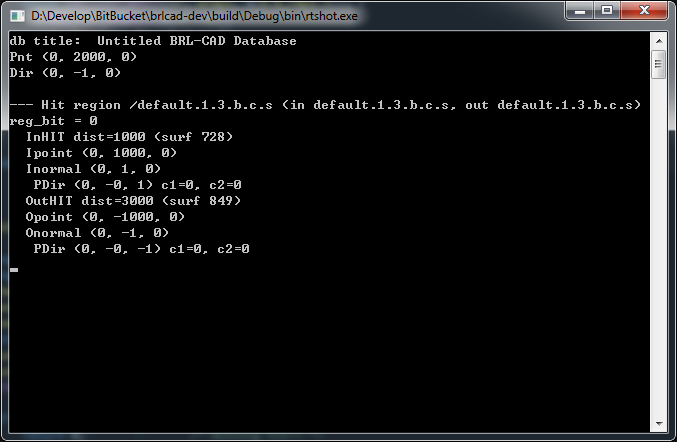 D:\Develop\BitBucket\brlcad-dev\build\Debug\bin\rtshot.exe
db title:  Untitled BRL-CAD Database
Pnt (0, 2000, 0)
Dir (0, -1, 0)
--- Hit region /default.1.3.b.c.s (in default.1.3.b.c.s, out default.1.3.b.c.s)
reg_bit = 0
  InHIT dist=1000 (surf 728)
  Ipoint (0, 1000, 0)
  Inormal (0, 1, 0)
   PDir (0, -0, 1) c1=0, c2=0
  OutHIT dist=3000 (surf 849)
  Opoint (0, -1000, 0)
  Onormal (0, -1, 0)
   PDir (0, -0, -1) c1=0, c2=0